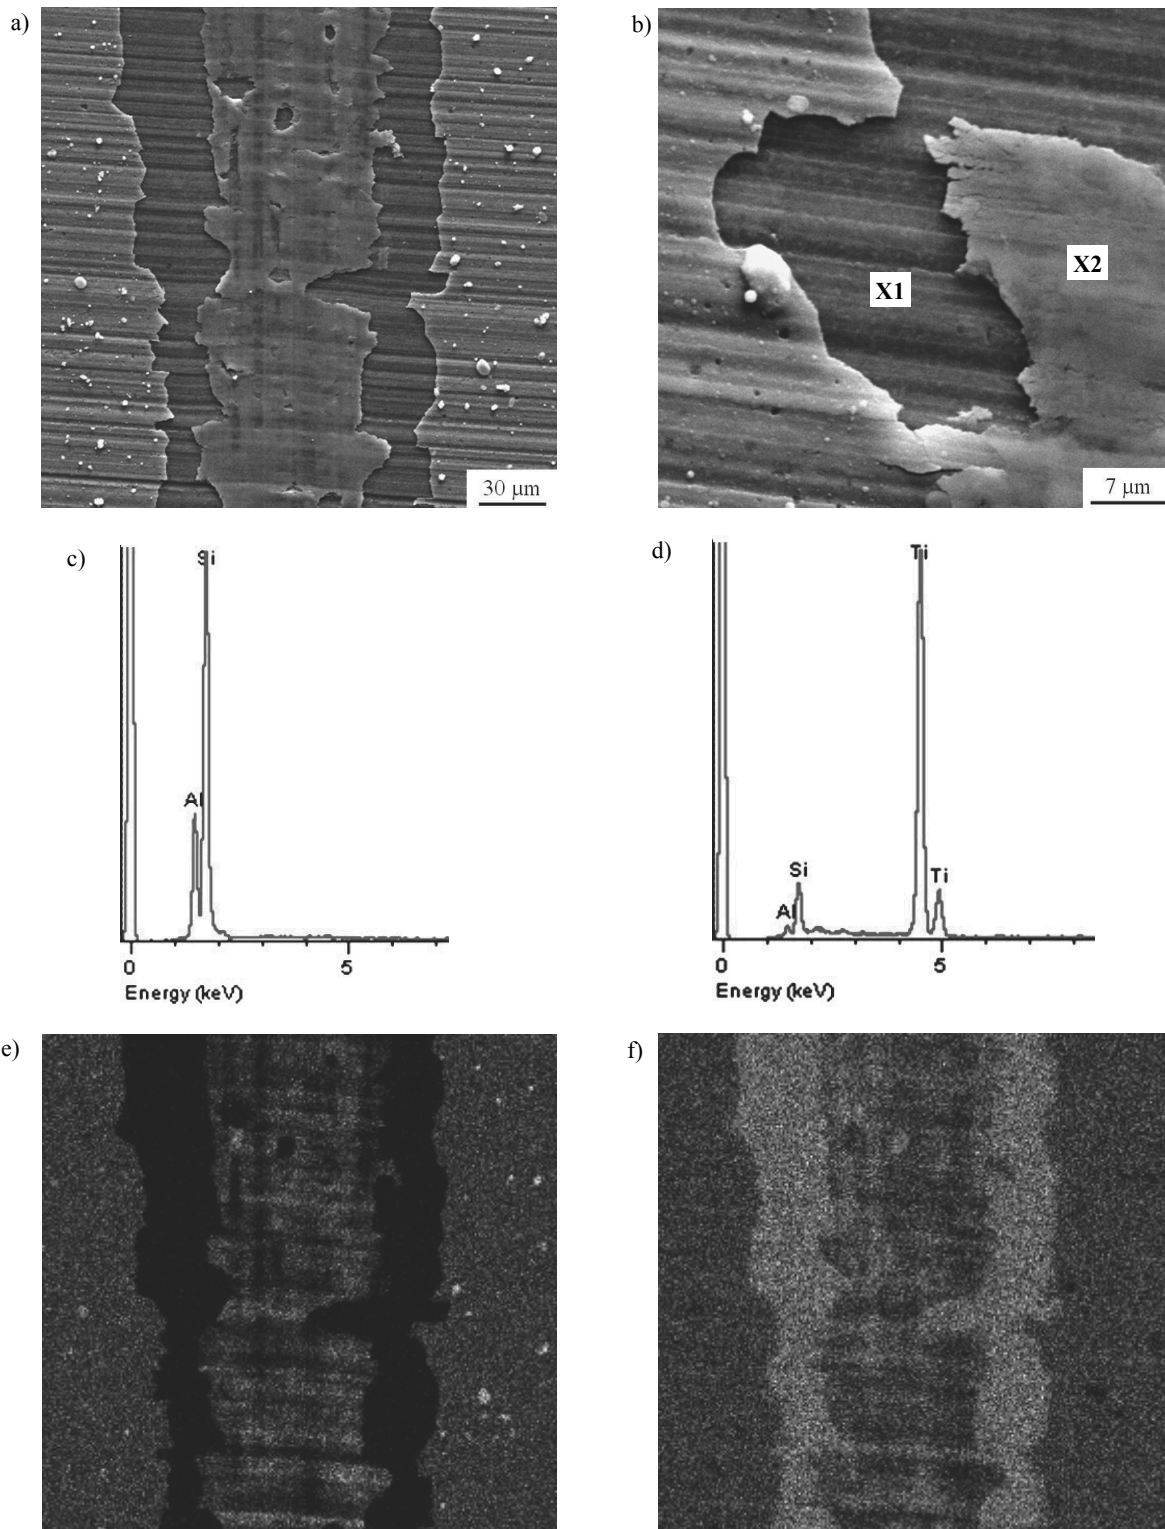 a)
b)
X1
X2
30 µm
7 µm
c)
d)
Si
Al
0
5
Energy (keV)
Ti
Si
Al
Ti
0
5
Energy (keV)
e)
f)